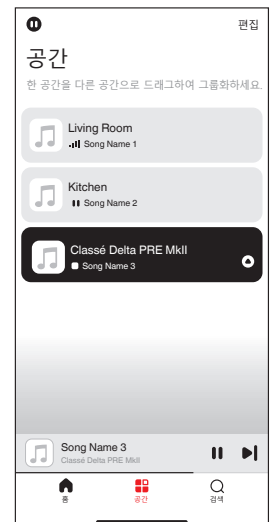 편집
공간
한 공간을 다른 공간으로 드래그하여 그룹화하세요.
Living Room
Song Name 1
Kitchen
Song Name 2
Classé Delta PRE MkII
Song Name 3
Song Name 3
Classé Delta PRE MkII
홈
공간
검색